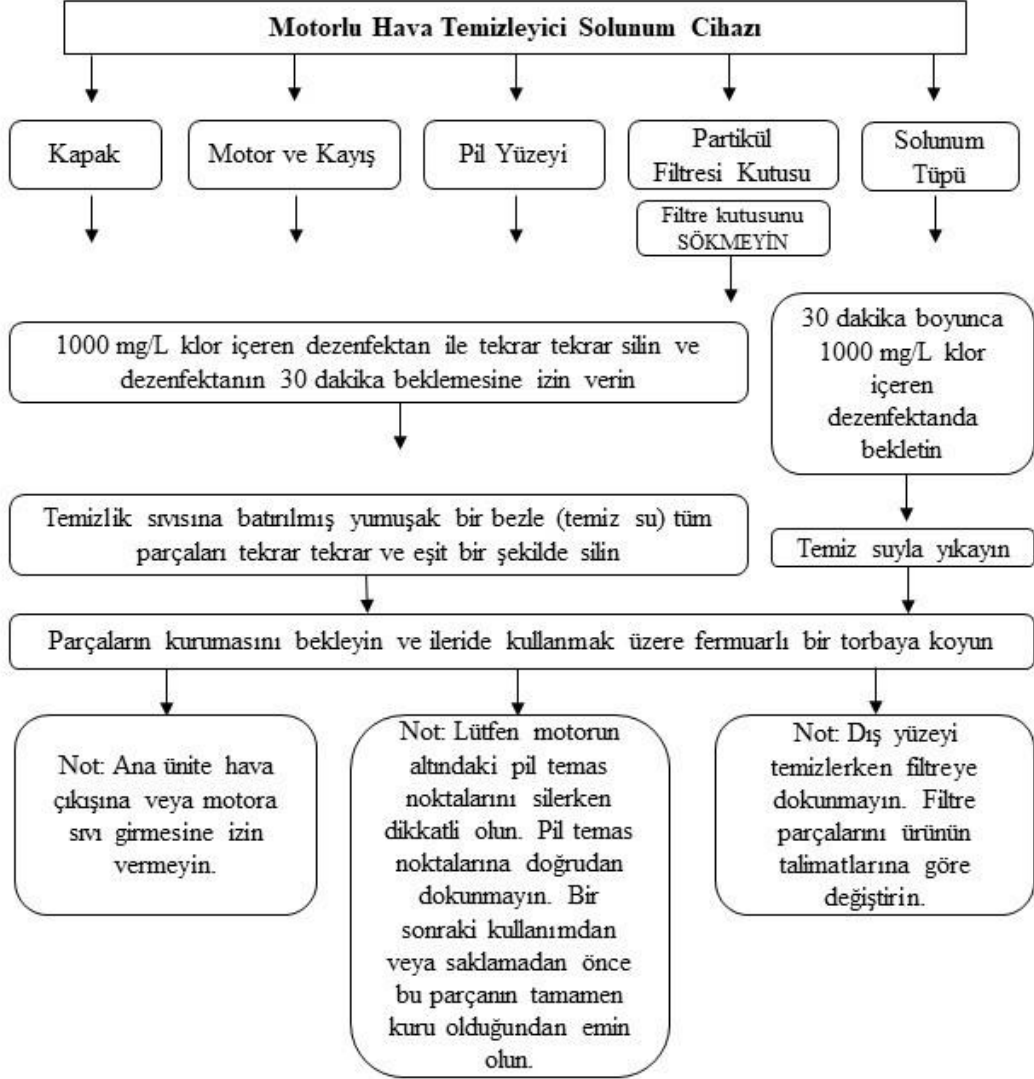 Motorlu Hava Temizleyici Solunum Cihazı
Kapak
Motor ve Kayış
Pil Yüzeyi
Partikül
Filtresi Kutusu
Solunum
Tüpü
Filtre kutusunu
SÖKMEYİN
1000 mg/L klor içeren dezenfektan ile tekrar tekrar silin ve
dezenfektanın 30 dakika beklemesine izin verin
30 dakika boyunca
1000 mg/L klor
içeren
dezenfektanda
bekletin
Temizlik sıvısına batırılmış yumuşak bir bezle (temiz su) tüm
parçaları tekrar tekrar ve eşit bir şekilde silin
Temiz suyla yıkayın
Parçaların kurumasını bekleyin ve ileride kullanmak üzere fermuarlı bir torbaya koyun
Not: Ana ünite hava
çıkışına veya motora
sıvı girmesine izin
vermeyin.
Not: Lütfen motorun
altındaki pil temas
noktalarını silerken
dikkatli olun. Pil temas
noktalarına doğrudan
dokunmayın. Bir
sonraki kullanımdan
veya saklamadan önce
bu parçanın tamamen
kuru olduğundan emin
olun.
Not: Dış yüzeyi
temizlerken filtreye
dokunmayın. Filtre
parçalarını ürünün
talimatlarına göre
değiştirin.